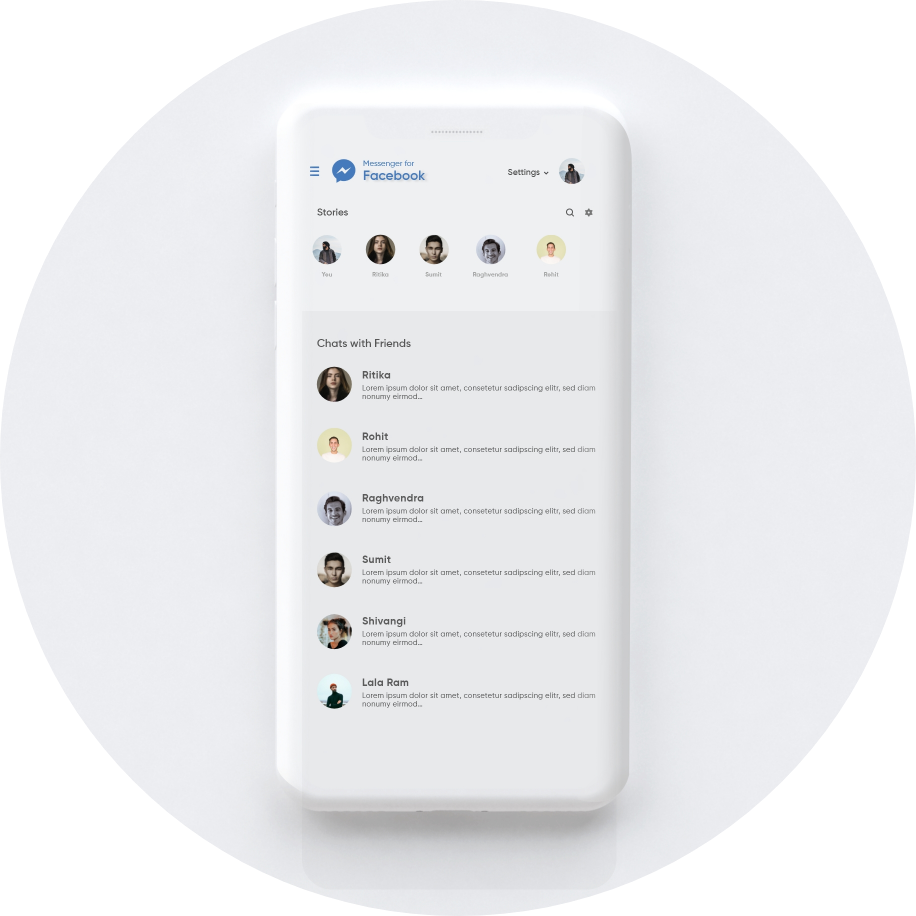 Messenger for
Facebook
Settings
Stories
You
Ritika
Sumit
Raghvendra
Rohit
Chats with Friends
Ritika
Lorem ipsum dolor sit amet, consetetur sadipscing elitr, sed diam
nonumy eirmod...
Rohit
Lorem ipsum dolor sit amet, consetetur sadipscing elitr, sed diam
nonumy eirmod...
Raghvendra
Lorem ipsum dolor sit amet, consetetur sadipscing elitr, sed diam
nonumy eirmod...
Sumit
Lorem ipsum dolor sit amet, consetetur sadipscing elitr, sed diam
nonumy eirmod...
Shivangi
Lorem ipsum dolor sit amet, consetetur sadipscing elitr, sed diam
nonumy eirmod...
Lala Ram
Lorem ipsum dolor sit amet, consetetur sadipscing elitr, sed diam
nonumy eirmod...